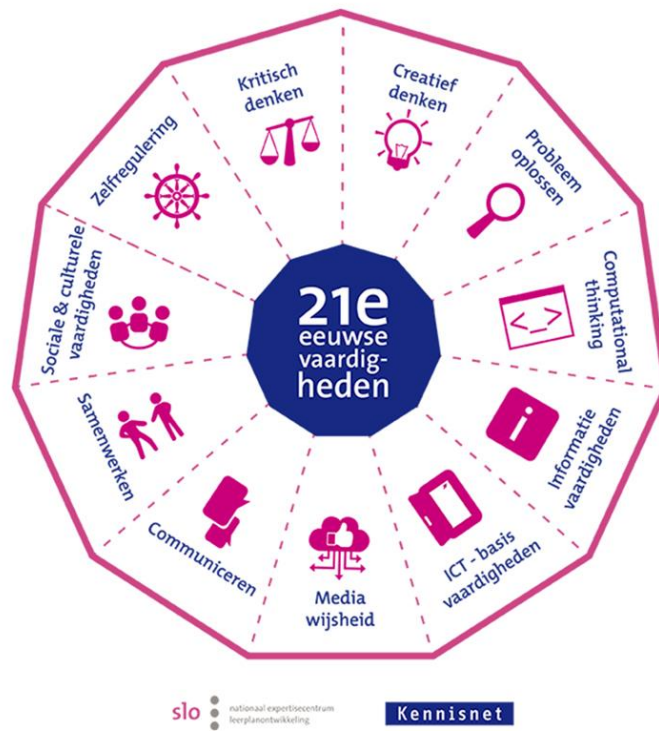 21e
eeuwse
vaardig-
heden
Kritisch
denken
Creatief
denken
Probleem
oplossen
Computational
thinking
<_>
i
Informatie
vaardigheden
ICT - basis
vaardigheden
Media
wijsheid
Communiceren
Samenwerken
Sociale & culturele
vaardigheden
Zelfregulering
slo
nationaal expertisecentrum
leerplanontwikkeling
Kennisnet